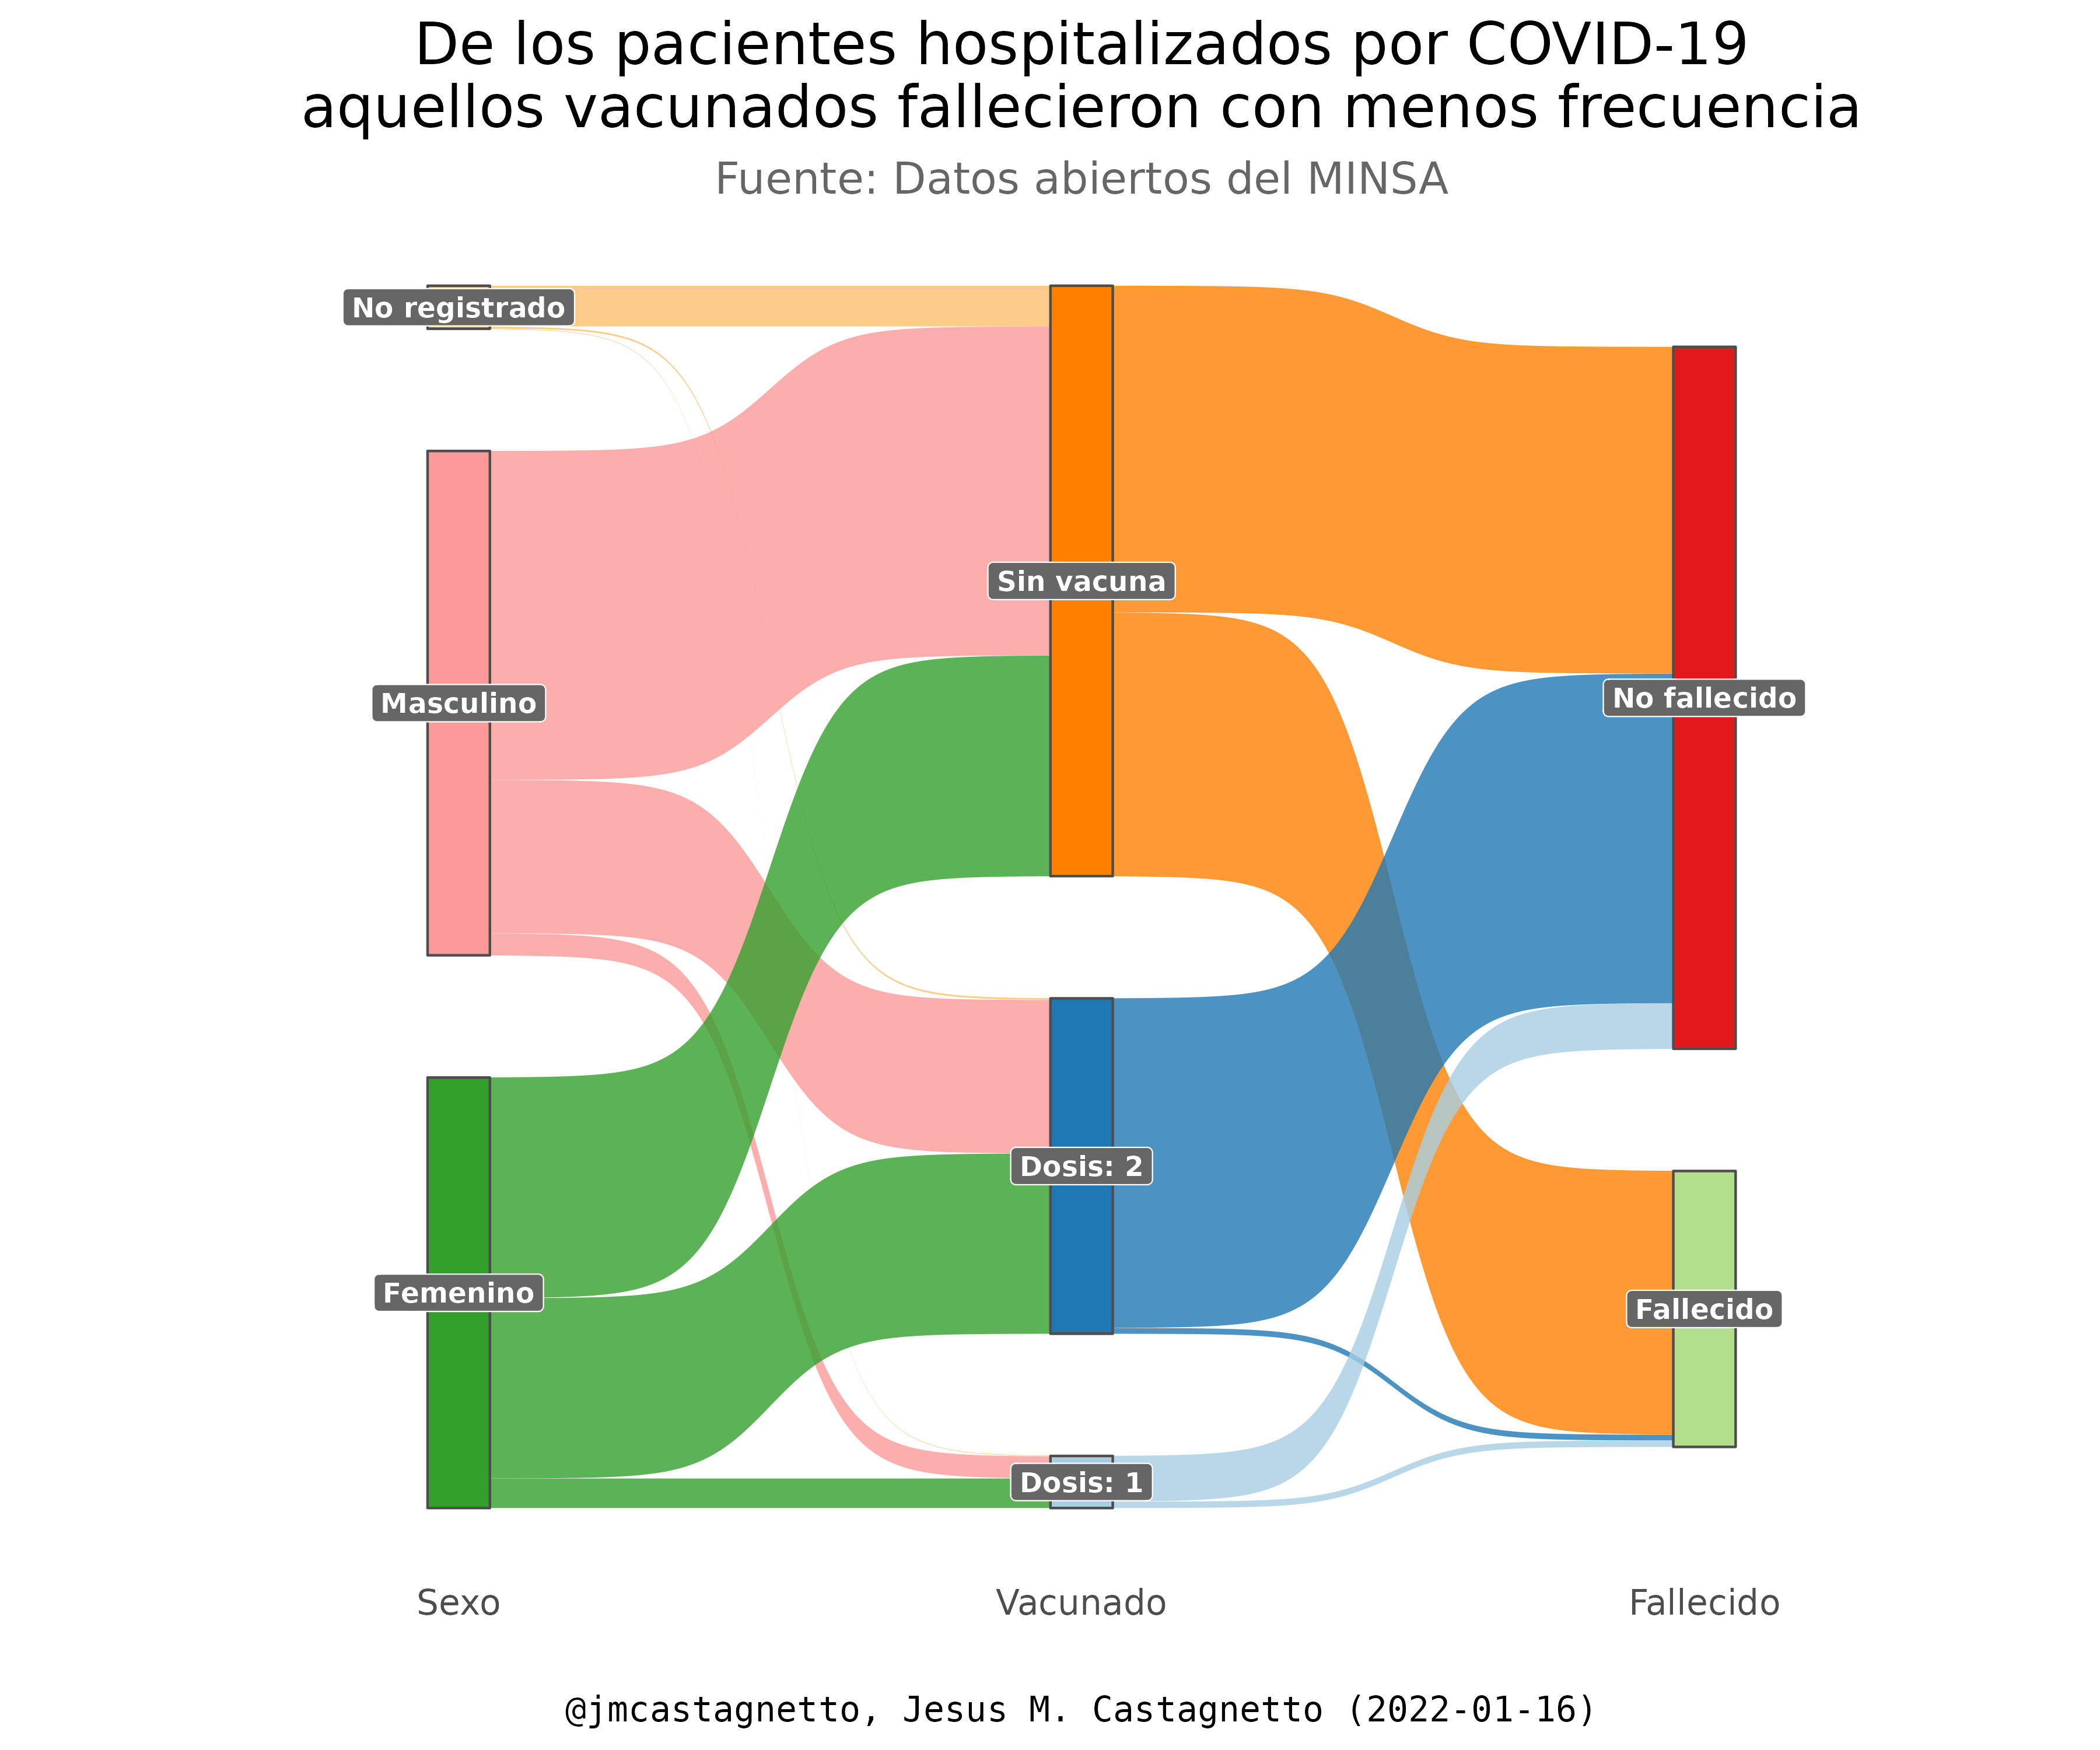 De los pacientes hospitalizados por COVID-19
aquellos vacunados fallecieron con menos frecuencia
Fuente: Datos abiertos del MINSA
No registrado
Sin vacuna
No fallecido
Masculino
Dosis: 2
Femenino
Fallecido
Dosis: 1
Sexo
Vacunado
Fallecido
@jmcastagnetto, Jesus M. Castagnetto (2022-01-16)